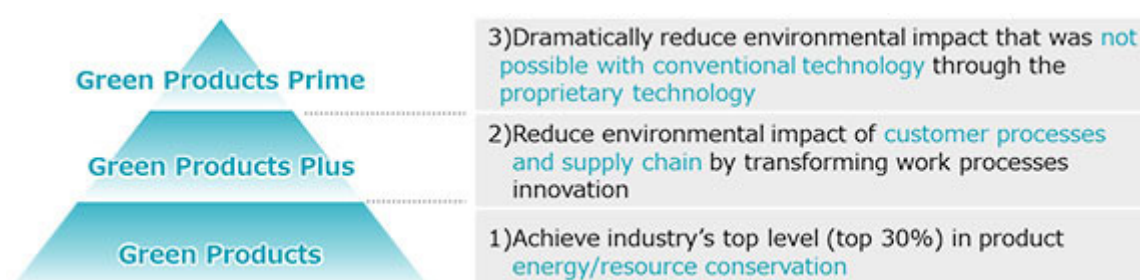 Green Products Prime
3)Dramatically reduce environmental impact that was not
possible with conventional technology through the
proprietary technology
Green Products Plus
2)Reduce environmental impact of customer processes
and supply chain by transforming work processes
innovation
Green Products
1)Achieve industry's top level (top 30%) in product
energy/resource conservation